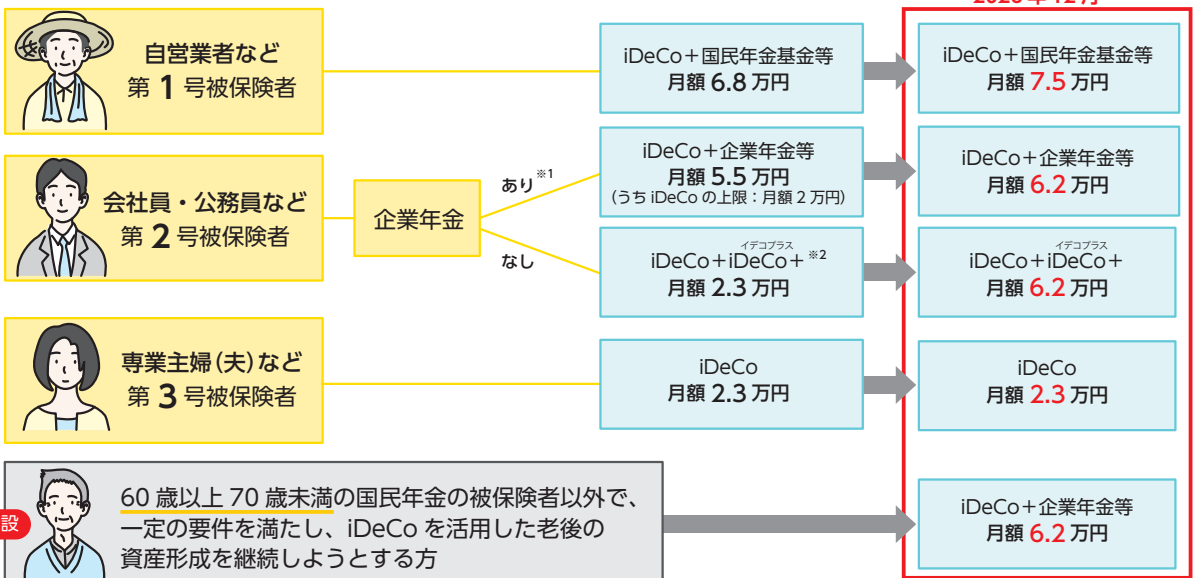 自営業者など
第 1 号被保険者
iDeCo+国民年金基金等
月額 6.8 万円
iDeCo+国民年金基金等
月額 7.5 万円
会社員・公務員など
第 2 号被保険者
企業年金
あり※1
iDeCo+企業年金等
月額 5.5 万円
(うち iDeCo の上限:月額 2 万円)
iDeCo+企業年金等
月額 6.2 万円
なし
イデコプラス
iDeCo+iDeCo+ ※2
月額 2.3 万円
イデコプラス
iDeCo+iDeCo+
月額 6.2 万円
専業主婦(夫)など
第 3 号被保険者
iDeCo
月額 2.3 万円
iDeCo
月額 2.3 万円
設
60 歳以上 70 歳未満の国民年金の被保険者以外で、
一定の要件を満たし、iDeCo を活用した老後の
資産形成を継続しようとする方
iDeCo+企業年金等
月額 6.2 万円